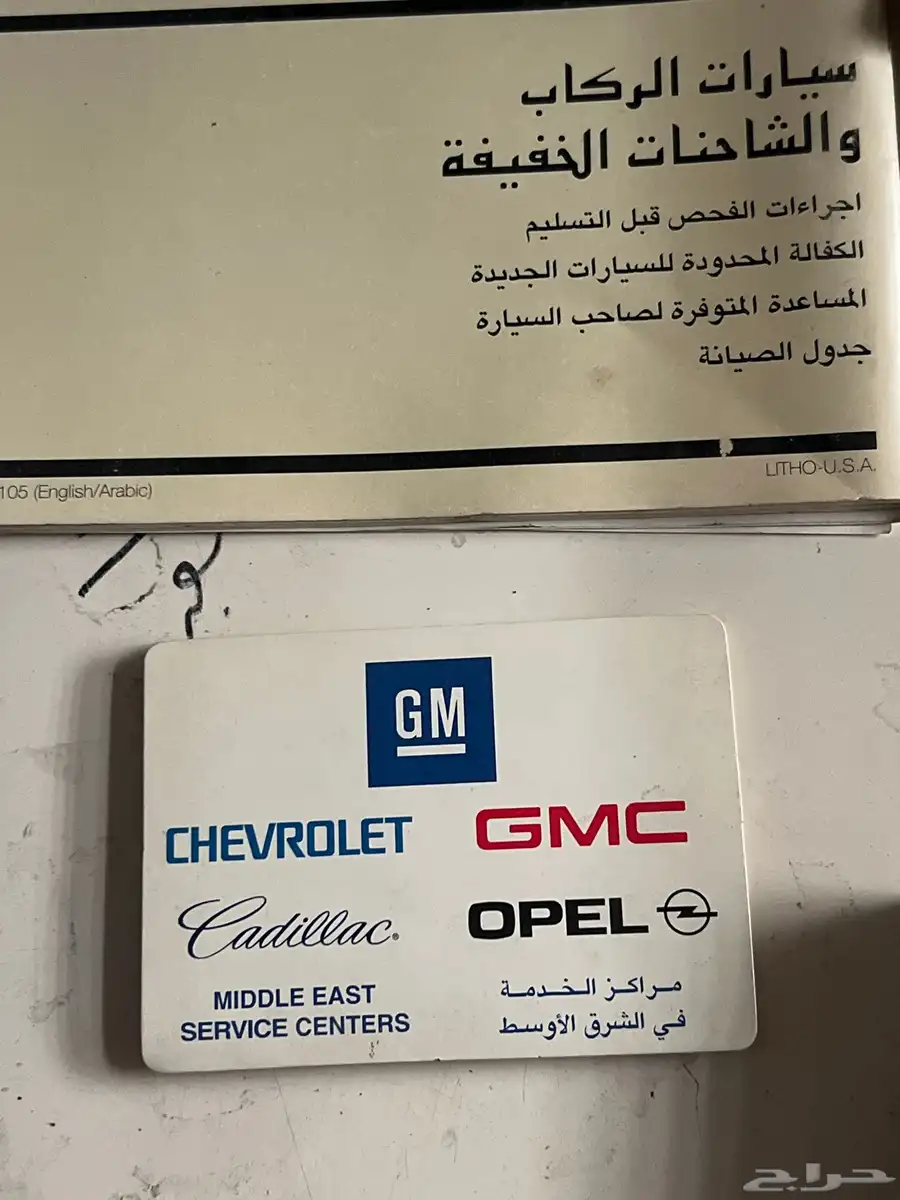 سيارات الركاب
والشاحنات الخفيفة
اجراءات الفحص قبل التسليم
الكفالة المحدودة للسيارات الجديدة
المساعدة المتوفرة لصاحب السيارة
جدول الصيانة
LITHO-U.S.A.
105 (English/Arabic)
GM
CHEVROLET
GMC
Cadillac
OPEL
MIDDLE EAST
SERVICE CENTERS
مراكز الخدمة
في الشرق الأوسط
حراج